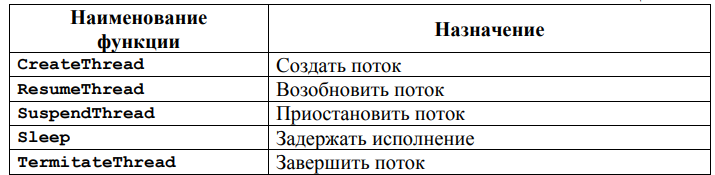 Наименование
функции
Назначение
CreateThread Создать поток
ResumeThread Возобновить поток
SuspendThread Приостановить поток
Sleep Задержать исполнение
TermitateThread Завершить поток